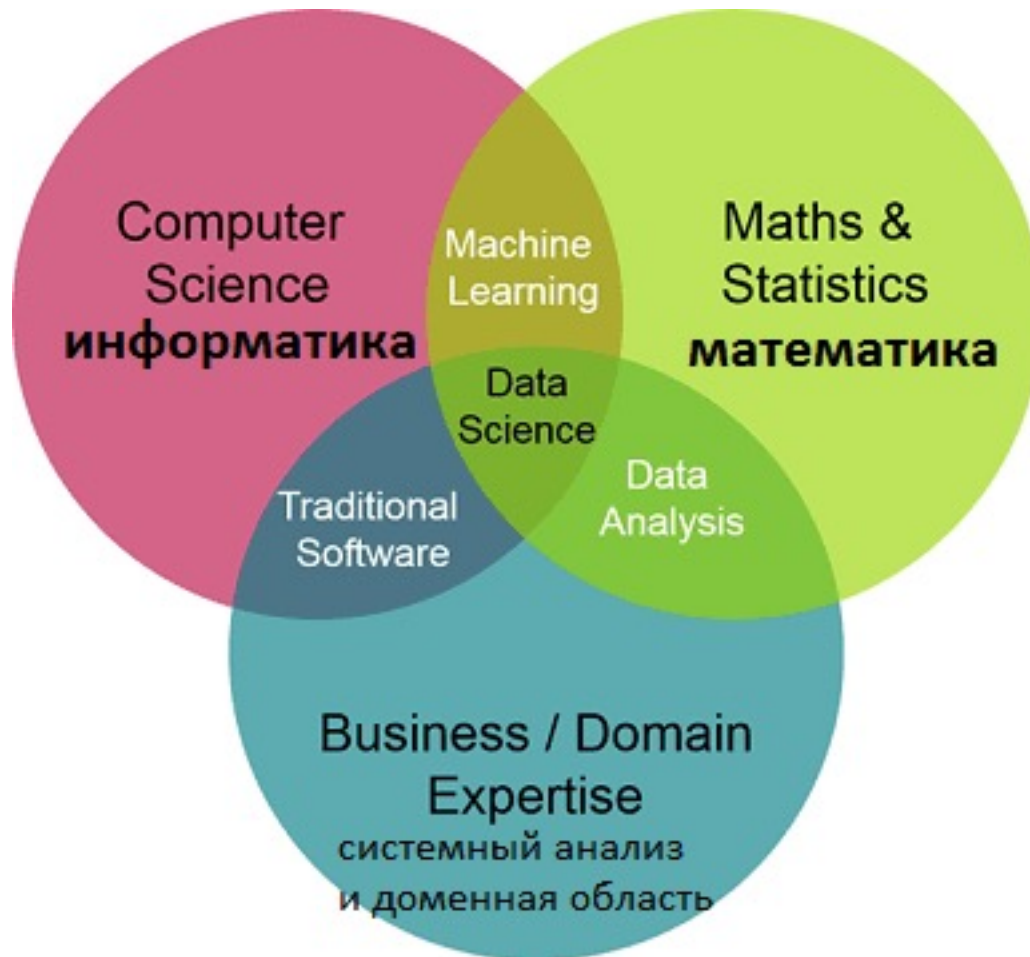 Computer
Science
информатика
Machine
Learning
Maths &
Statistics
математика
Data
Science
Traditional
Software
Data
Analysis
Business / Domain
Expertise
системный анализ
и доменная область